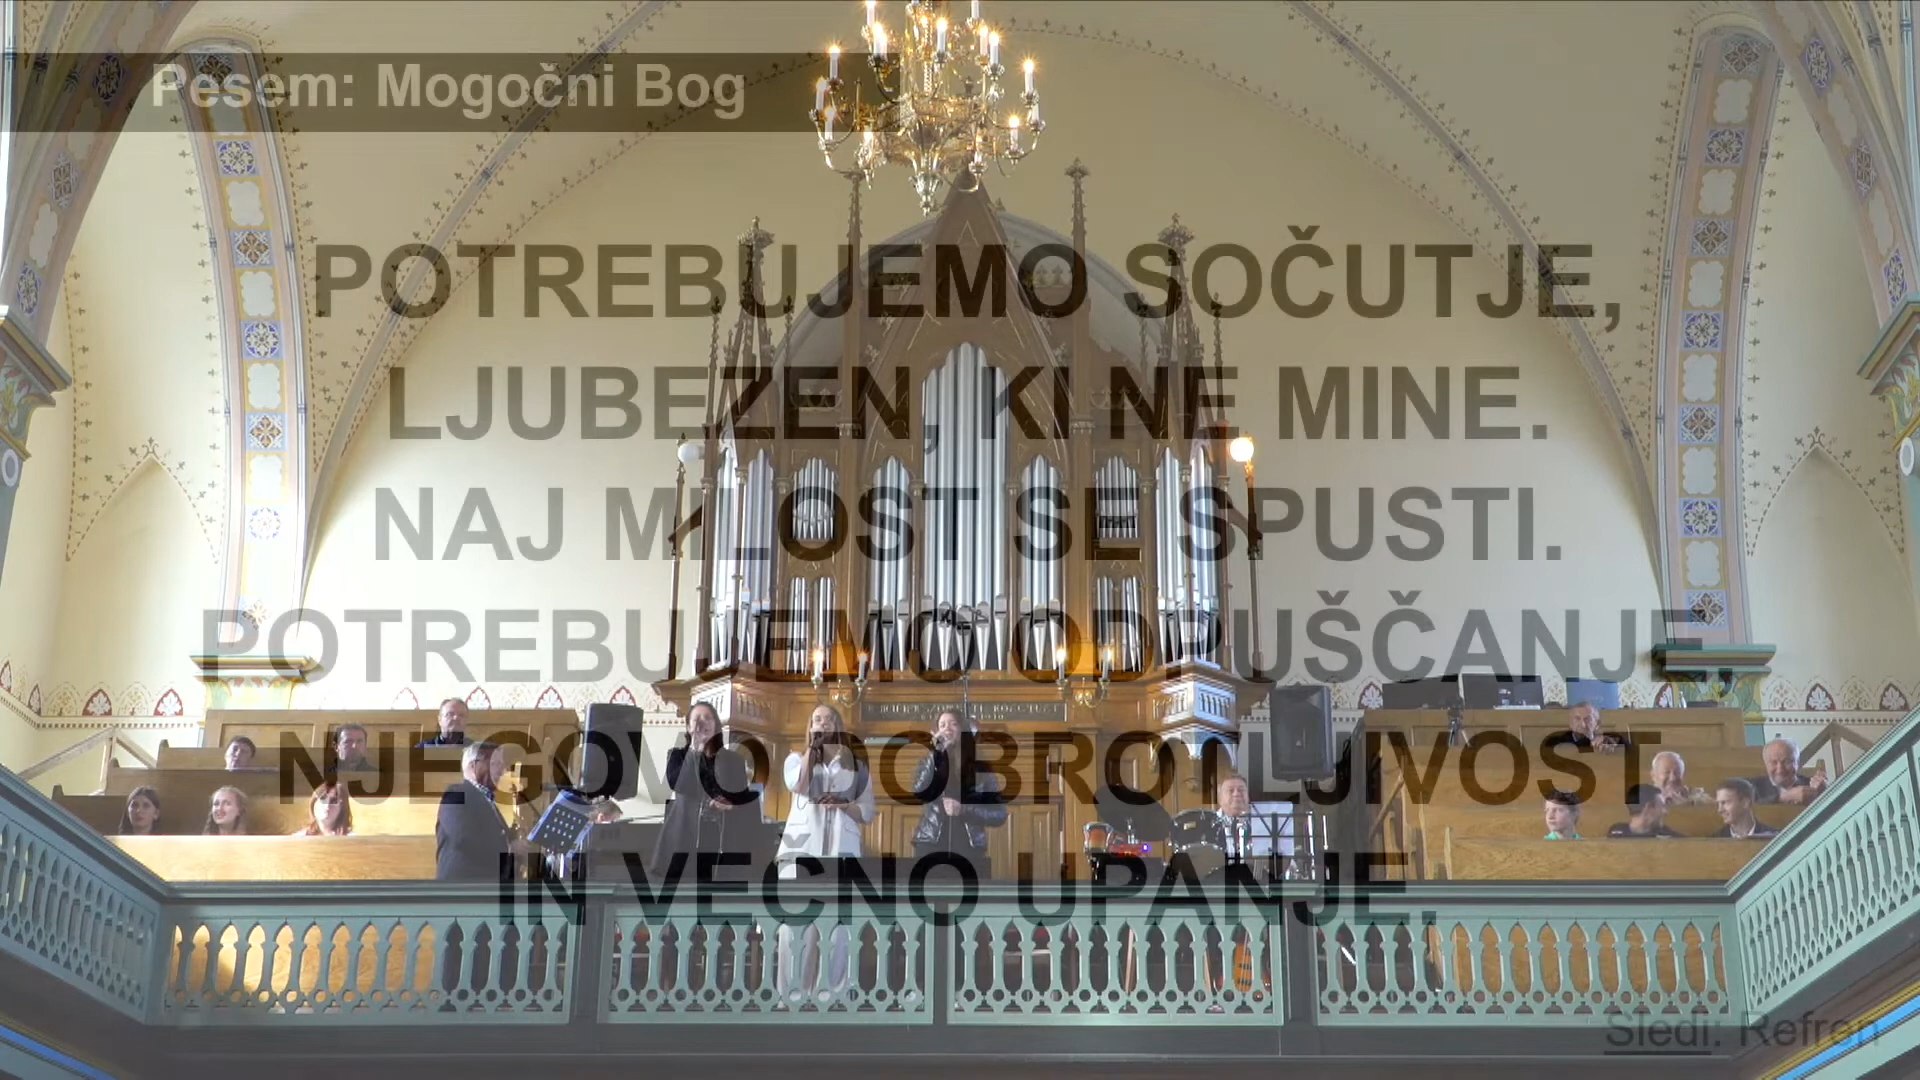 Pesem: Mogočni Bog
POTREBUJEMO SOČUTJE,
LJUBEZEN, KI NE MINE.
NAJ MILOST SE SPUSTI.
POTREBUJEMO ODPUŠČANJE,
NJEGOVO DOBROTLJIVOST
IN VEČNO UPANJE.
Sledi: Refren